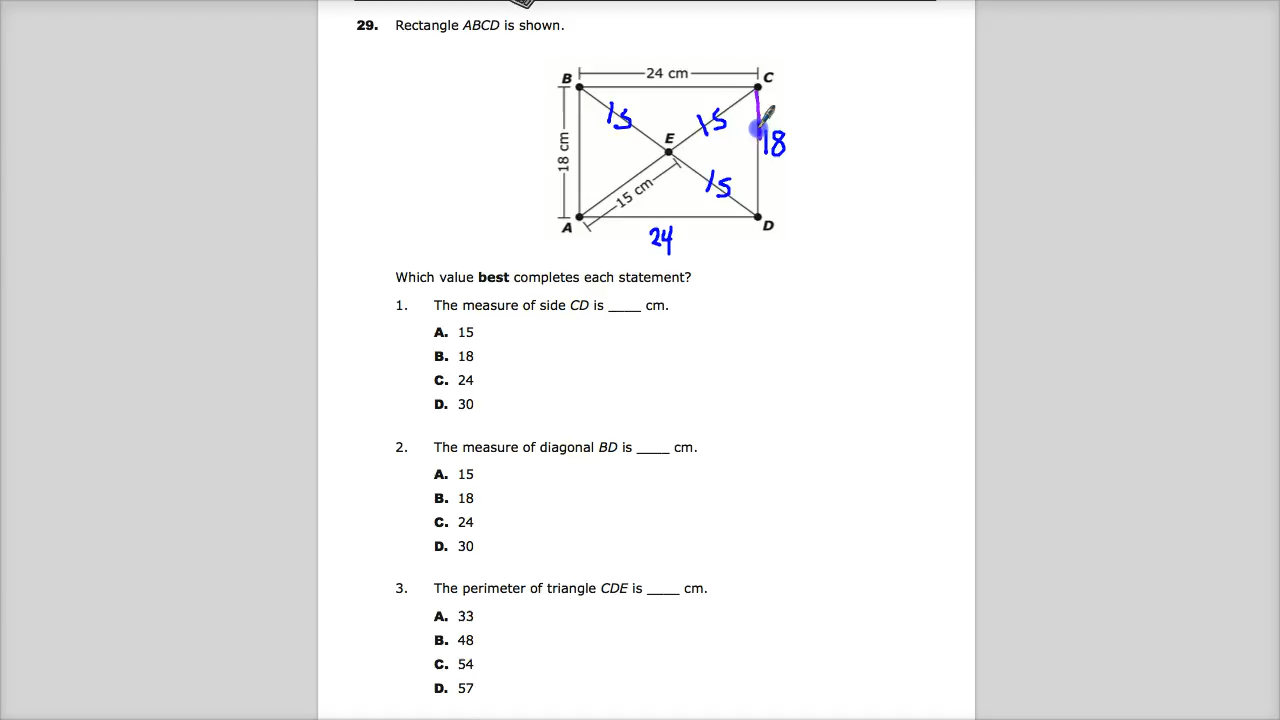 29. Rectangle ABCD is shown.
B 24 cm C
15 15
18 cm E 18
15 cm 15
A D
24
Which value best completes each statement?
1. The measure of side CD is ____ cm.
A. 15
B. 18
C. 24
D. 30
2. The measure of diagonal BD is ____ cm.
A. 15
B. 18
C. 24
D. 30
3. The perimeter of triangle CDE is ____ cm.
A. 33
B. 48
C. 54
D. 57